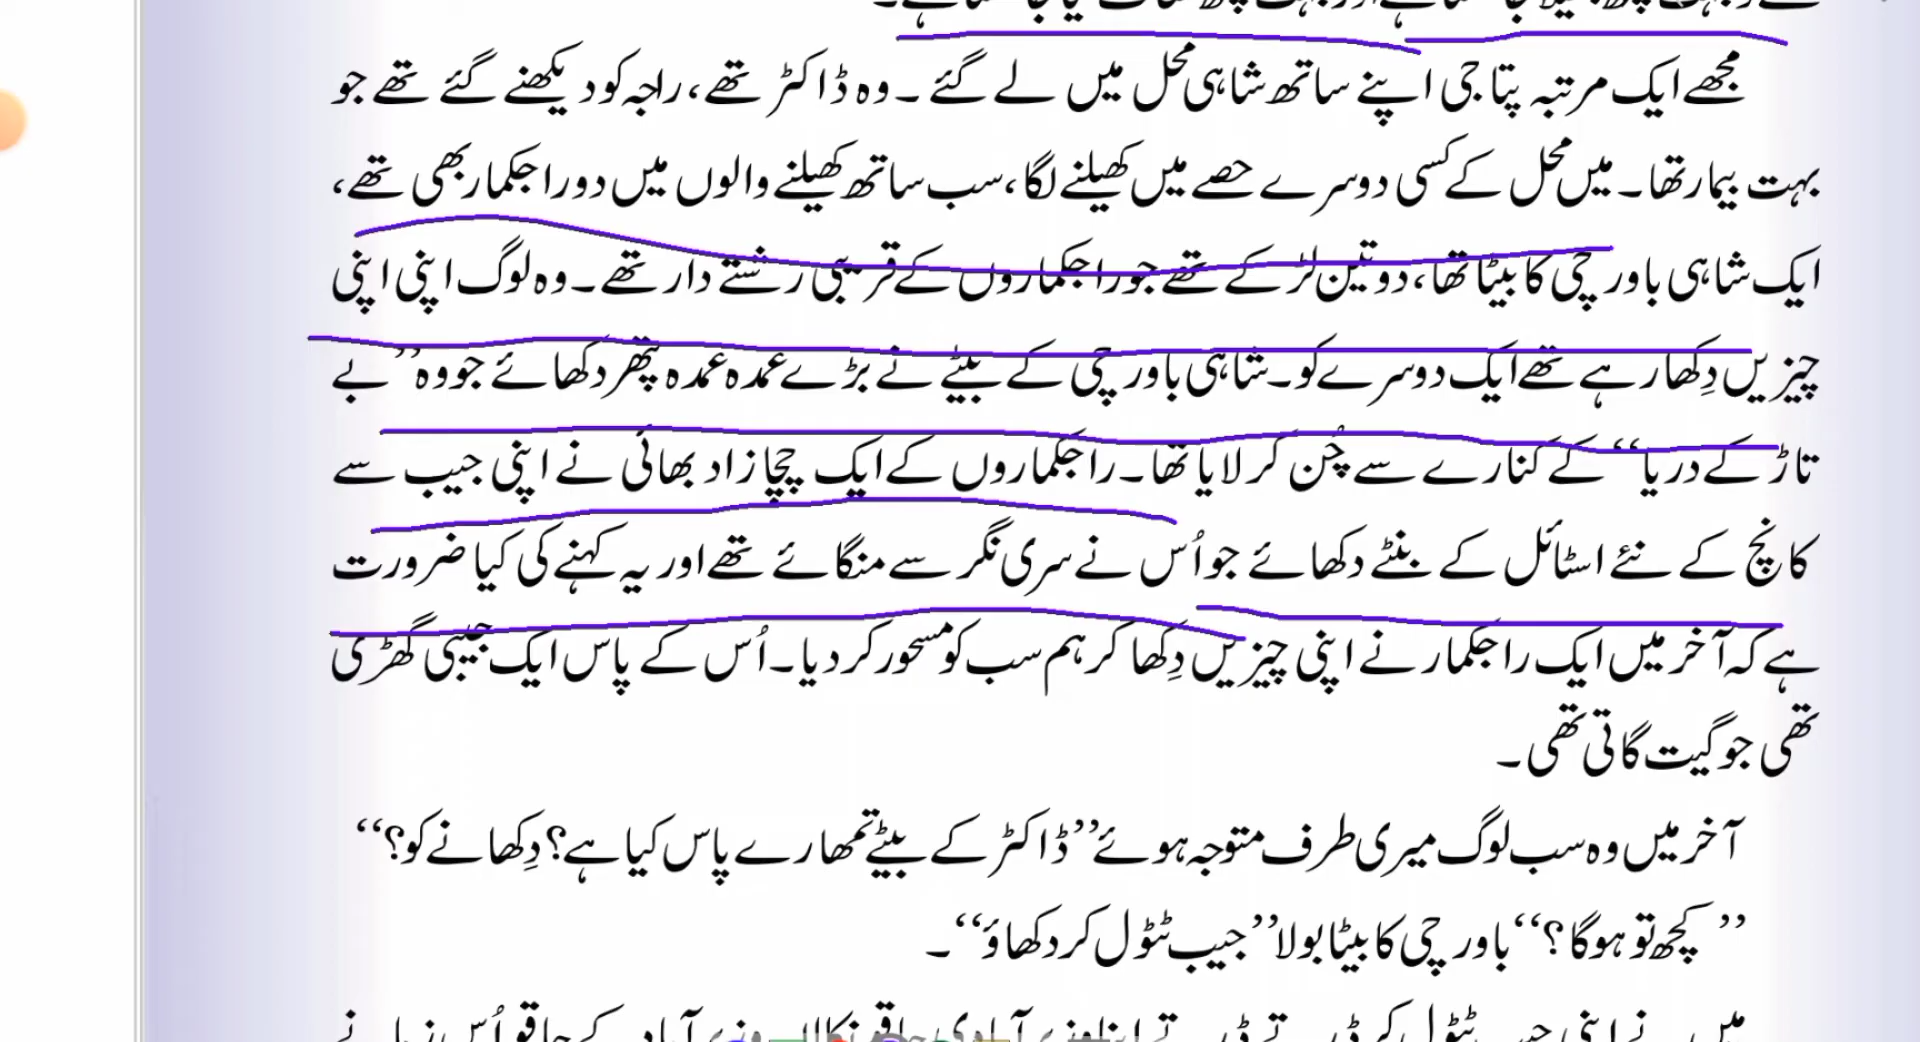 مجھے ایک مرتبہ پتا جی اپنے ساتھ شاہی محل میں لے گئے ۔ وہ ڈاکٹر تھے، راجہ کو دیکھنے گئے تھے جو
بہت بیمار تھا ۔ میں محل کے کسی دوسرے حصے میں کھیلنے لگا، سب ساتھ کھیلنے والوں میں دو راجکمار بھی تھے،
ایک شاہی باورچی کا بیٹا تھا، دو تین لڑکے تھے جو راجکماروں کے قریبی رشتے دار تھے ۔ وہ لوگ اپنی اپنی
چیزیں دِکھا رہے تھے ایک دوسرے کو ۔ شاہی باورچی کے بیٹے نے بڑے عمدہ عمدہ پتھر دکھائے جو وہ ’’بے
تاڑ کے دریا‘‘ کے کنارے سے چُن کر لایا تھا ۔ راجکماروں کے ایک چچازاد بھائی نے اپنی جیب سے
کانچ کے نئے اسٹائل کے بنٹے دکھائے جو اُس نے سری نگر سے منگائے تھے اور یہ کہنے کی کیا ضرورت
ہے کہ آخر میں ایک راجکمار نے اپنی چیزیں دِکھا کر ہم سب کو مسحور کر دیا ۔ اُس کے پاس ایک جیبی گھڑی
تھی جو گیت گاتی تھی ۔
آخر میں وہ سب لوگ میری طرف متوجہ ہوئے ’’ڈاکٹر کے بیٹے تمھارے پاس کیا ہے؟ دِکھانے کو؟‘‘
’’کچھ تو ہوگا؟‘‘ باورچی کا بیٹا بولا ’’جیب ٹٹول کر دکھاؤ‘‘ ۔